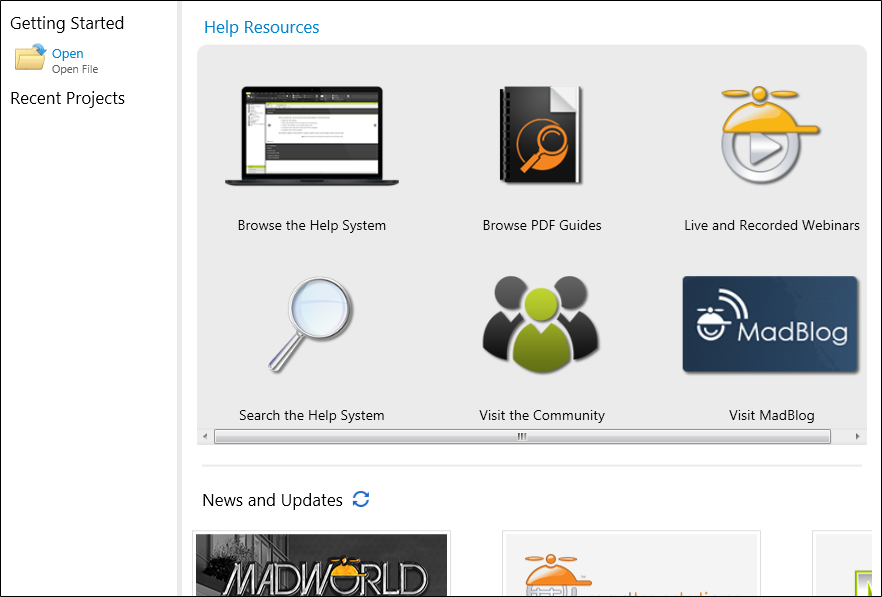 Getting Started
Open
Open File
Recent Projects
Help Resources
Browse the Help System
Browse PDF Guides
Live and Recorded Webinars
MadBlog
Search the Help System
Visit the Community
Visit MadBlog
News and Updates
MADWORLD